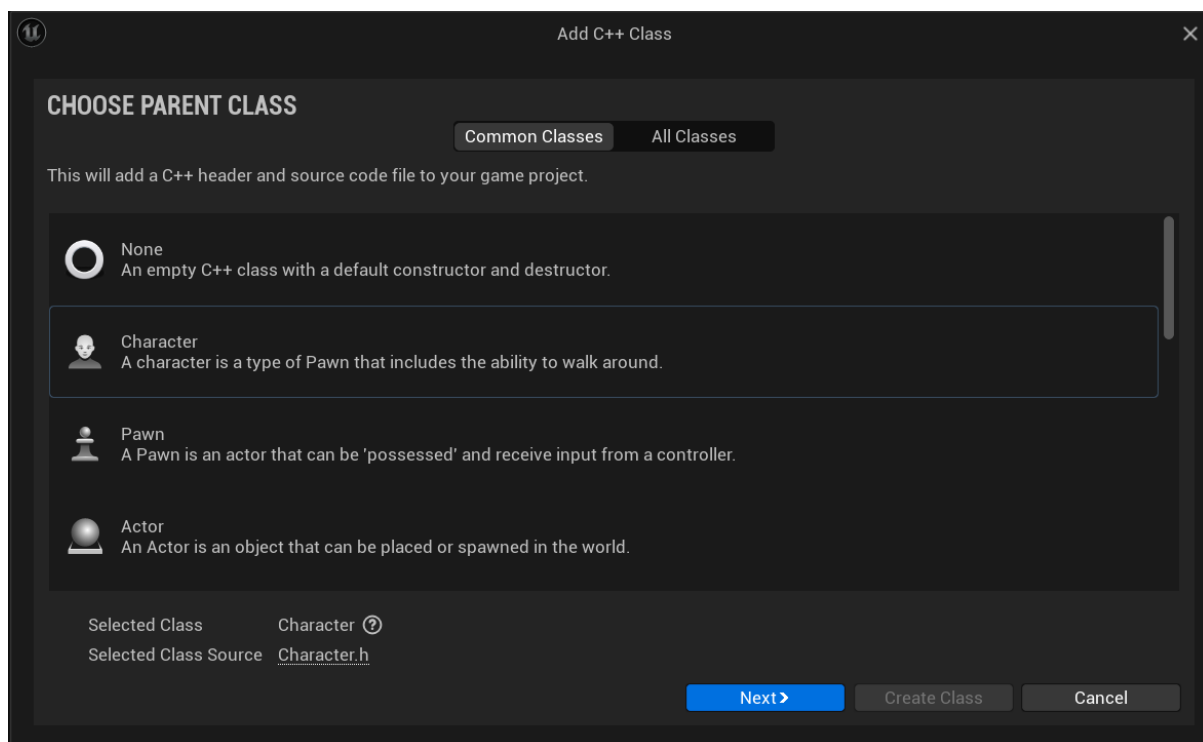 Add C++ Class
CHOOSE PARENT CLASS
Common Classes All Classes
This will add a C++ header and source code file to your game project.
None
An empty C++ class with a default constructor and destructor.
Character
A character is a type of Pawn that includes the ability to walk around.
Pawn
A Pawn is an actor that can be 'possessed' and receive input from a controller.
Actor
An Actor is an object that can be placed or spawned in the world.
Selected Class Character
Selected Class Source Character.h
Next Create Class Cancel